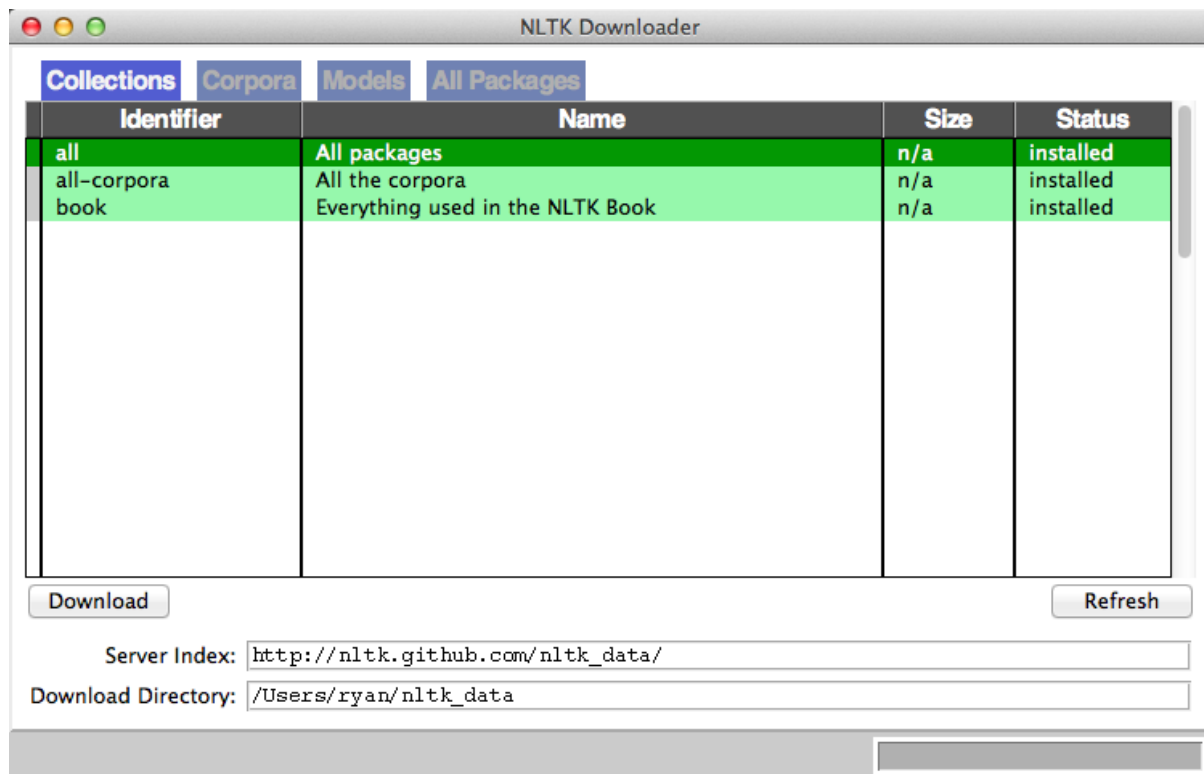 NLTK Downloader
Collections Corpora Models All Packages
Identifier Name Size Status
all All packages n/a installed
all-corpora All the corpora n/a installed
book Everything used in the NLTK Book n/a installed
Download Refresh
Server Index: http://nltk.github.com/nltk_data/
Download Directory: /Users/ryan/nltk_data